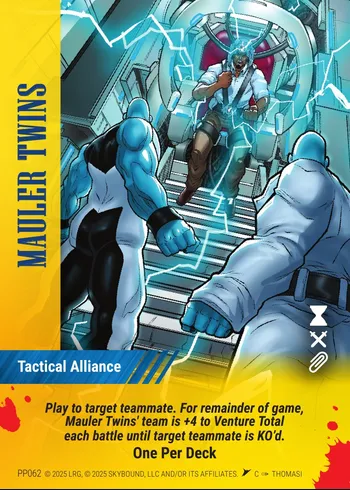 MAULER TWINS
Tactical Alliance
Play to target teammate. For remainder of game,
Mauler Twins' team is +4 to Venture Total
each battle until target teammate is KO'd.
One Per Deck
PP062 © 2025 LRG, © 2025 SKYBOUND, LLC AND/OR ITS AFFILIATES. C THOMASI